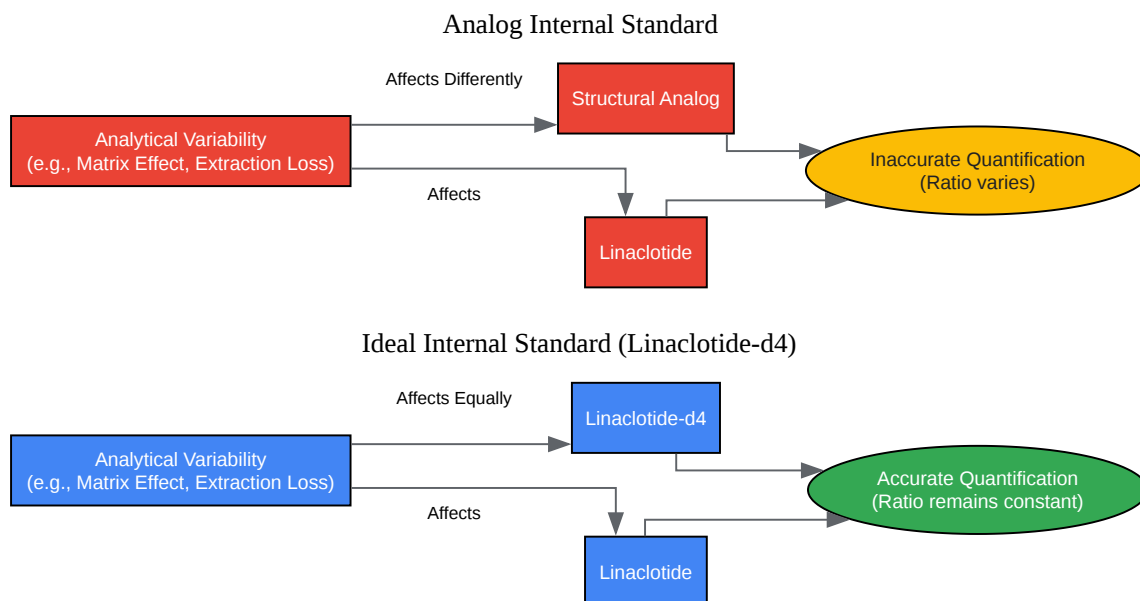 Analog Internal Standard
Affects Differently
Structural Analog
Analytical Variability
(e.g., Matrix Effect, Extraction Loss)
Inaccurate Quantification
(Ratio varies)
Affects
Linaclotide
Ideal Internal Standard (Linaclotide-d4)
Affects Equally
Linaclotide-d4
Analytical Variability
(e.g., Matrix Effect, Extraction Loss)
Accurate Quantification
(Ratio remains constant)
Affects
Linaclotide